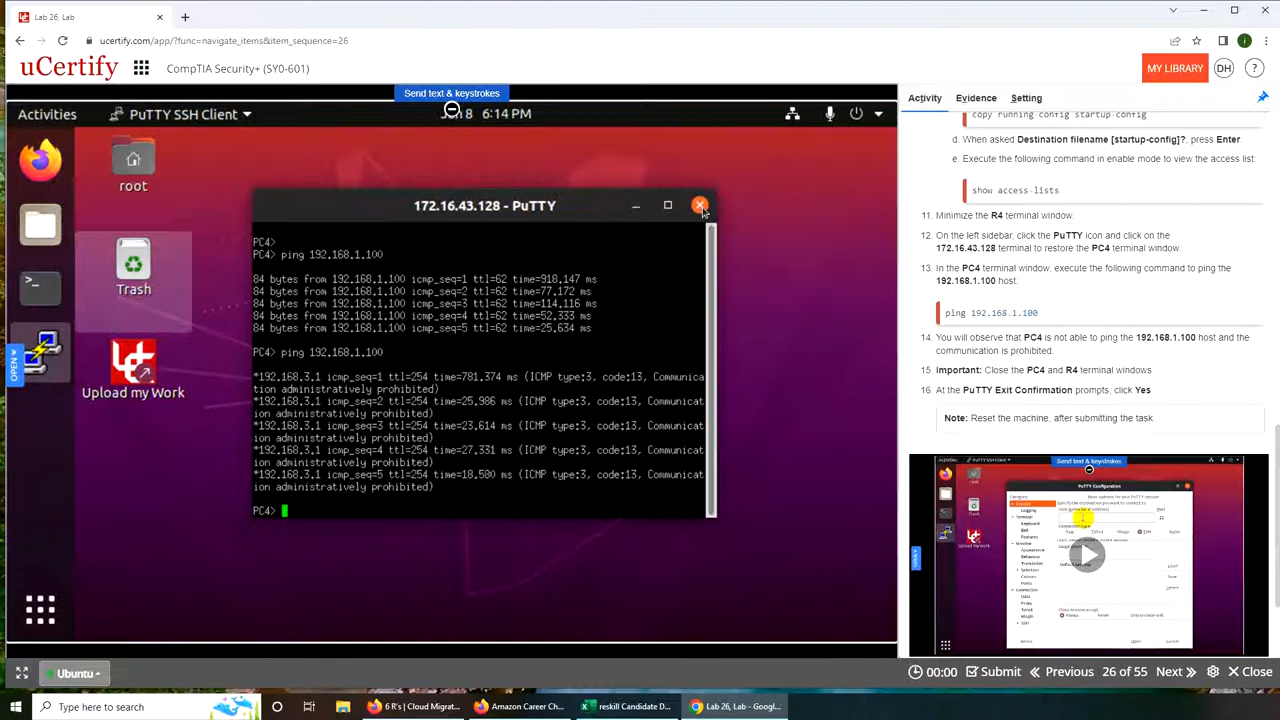 Lab 26, Lab
ucertify.com/app/?func=navigate_items&item_sequence=26
uCertify
CompTIA Security+ (SY0-601)
MY LIBRARY
DH
Send text & keystrokes
Activities
PuTTY SSH Client
Jun 8 6:14 PM
root
Trash
Upload my Work
OPEN
172.16.43.128 - PuTTY
PC4>
PC4> ping 192.168.1.100
84 bytes from 192.168.1.100 icmp_seq=1 ttl=62 time=918.147 ms
84 bytes from 192.168.1.100 icmp_seq=2 ttl=62 time=77.172 ms
84 bytes from 192.168.1.100 icmp_seq=3 ttl=62 time=114.116 ms
84 bytes from 192.168.1.100 icmp_seq=4 ttl=62 time=52.333 ms
84 bytes from 192.168.1.100 icmp_seq=5 ttl=62 time=25.634 ms
PC4> ping 192.168.1.100
*192.168.3.1 icmp_seq=1 ttl=254 time=781.374 ms (ICMP type:3, code:13, Communica
tion administratively prohibited)
*192.168.3.1 icmp_seq=2 ttl=254 time=25.986 ms (ICMP type:3, code:13, Communicat
ion administratively prohibited)
*192.168.3.1 icmp_seq=3 ttl=254 time=23.614 ms (ICMP type:3, code:13, Communicat
ion administratively prohibited)
*192.168.3.1 icmp_seq=4 ttl=254 time=27.331 ms (ICMP type:3, code:13, Communicat
ion administratively prohibited)
*192.168.3.1 icmp_seq=5 ttl=254 time=18.580 ms (ICMP type:3, code:13, Communicat
ion administratively prohibited)
PC4>
Activity Evidence Setting
copy running-config startup-config
d. When asked Destination filename [startup-config]?, press Enter.
e. Execute the following command in enable mode to view the access list:
show access-lists
11. Minimize the R4 terminal window.
12. On the left sidebar, click the PuTTY icon and click on the
172.16.43.128 terminal to restore the PC4 terminal window.
13. In the PC4 terminal window, execute the following command to ping the
192.168.1.100 host.
ping 192.168.1.100
14. You will observe that PC4 is not able to ping the 192.168.1.100 host and the
communication is prohibited.
15. Important: Close the PC4 and R4 terminal windows
16. At the PuTTY Exit Confirmation prompts, click Yes
Note: Reset the machine, after submitting the task.
Send text & keystrokes
PuTTY Configuration
Ubuntu
00:00 Submit Previous 26 of 55 Next Close
Type here to search
6 R's | Cloud Migrat...
Amazon Career Ch...
reskill Candidate D...
Lab 26, Lab - Googl...